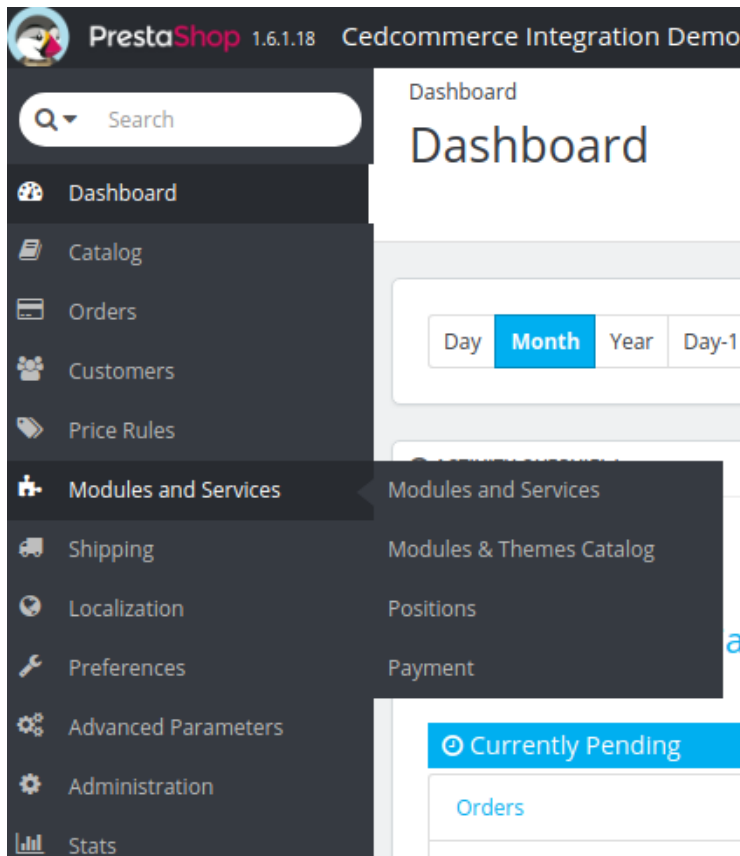 PrestaShop 1.6.1.18 Cedcommerce Integration Demo
Search
Dashboard
Catalog
Orders
Customers
Price Rules
Modules and Services
Shipping
Localization
Preferences
Advanced Parameters
Administration
Stats
Dashboard
Dashboard
Day Month Year Day-1
Modules and Services
Modules & Themes Catalog
Positions
Payment
Currently Pending
Orders